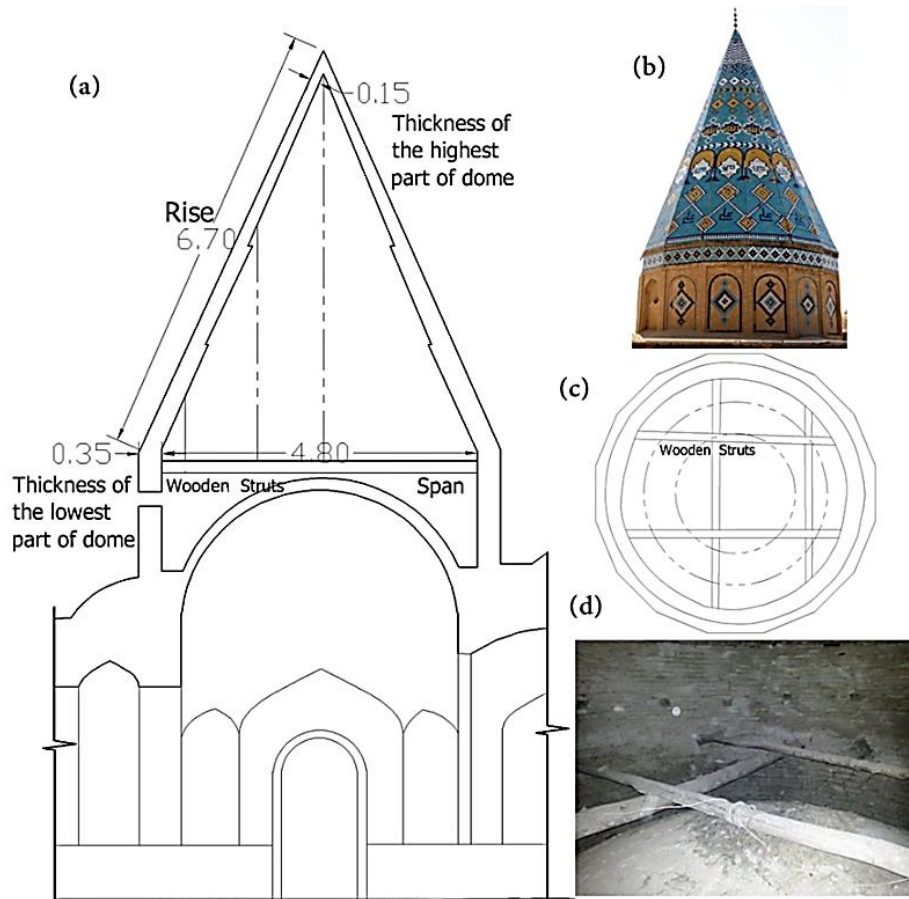 (a)
0.15
Thickness of
the highest
part of dome
Rise
6.70
0.35
4.80
Thickness of
the lowest
part of dome
Wooden Struts
Span
(b)
(c)
Wooden Struts
(d)